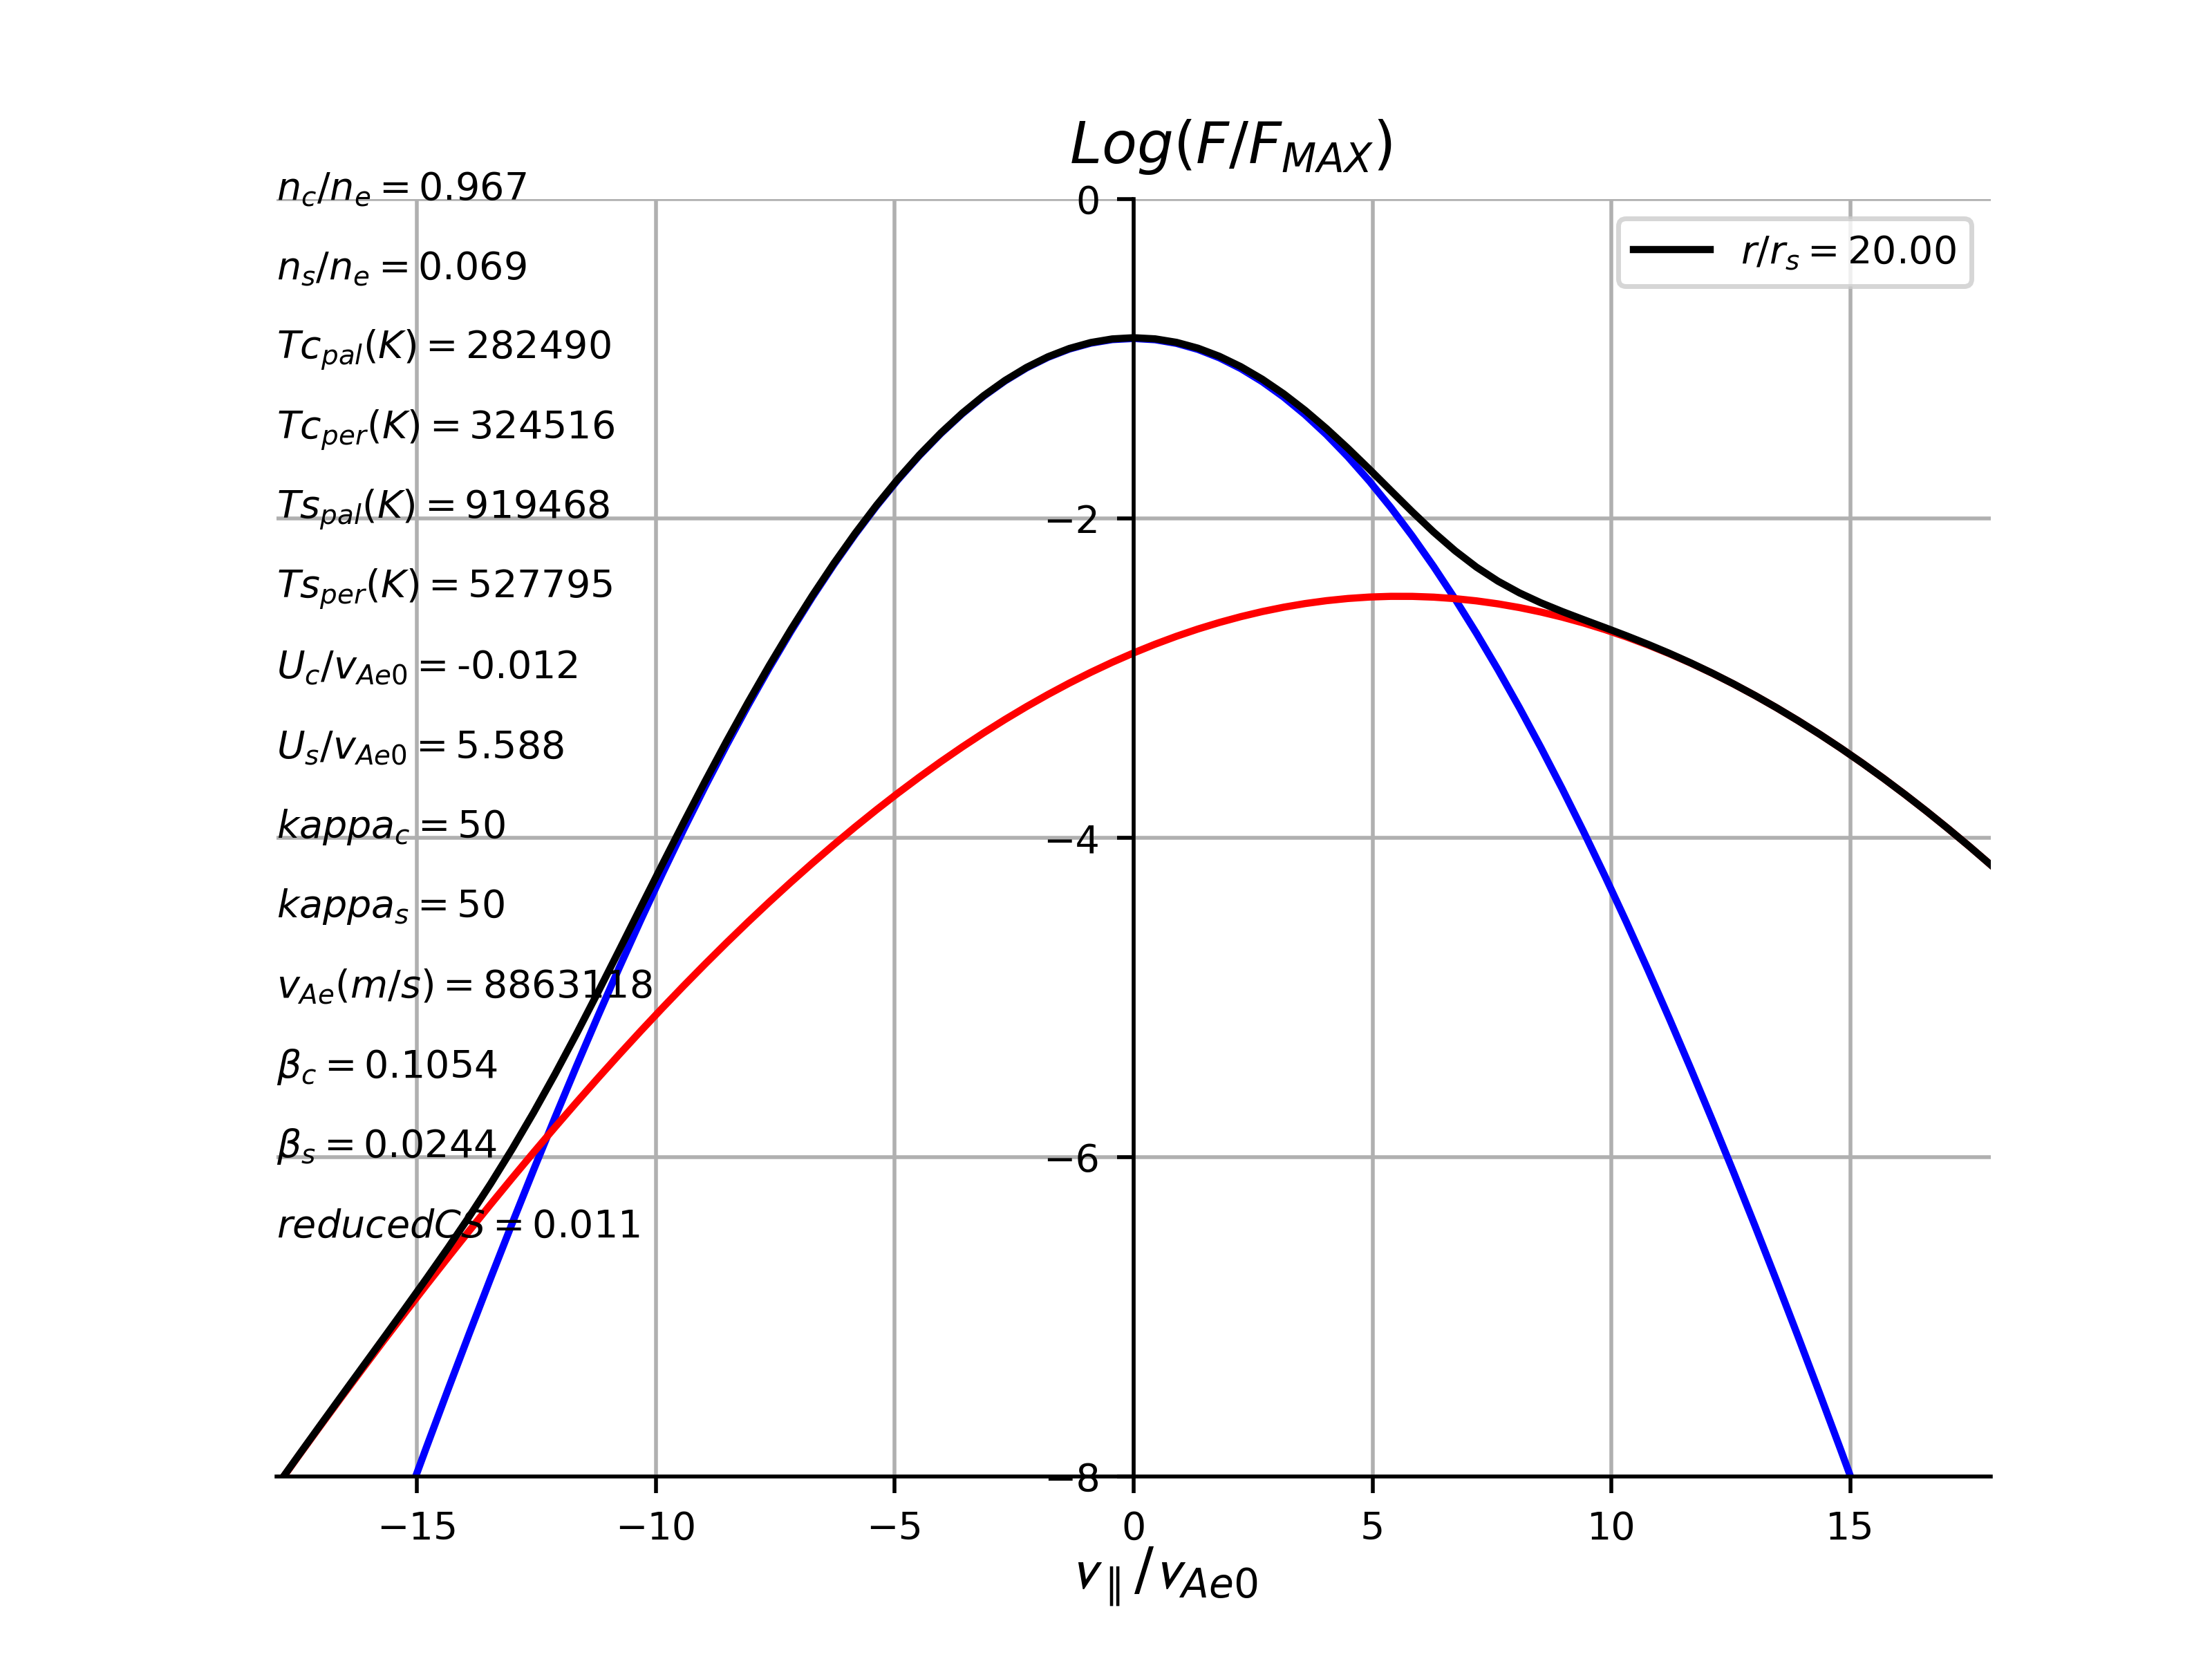 Log(F/F_MAX)
n_c/n_e = 0.967
0
r/r_s = 20.00
n_s/n_e = 0.069
Tc_pal(K) = 282490
Tc_per(K) = 324516
Ts_pal(K) = 919468
−2
Ts_per(K) = 527795
U_c/v_Ae0 = -0.012
U_s/v_Ae0 = 5.588
kappa_c = 50
−4
kappa_s = 50
v_Ae(m/s) = 8863118
β_c = 0.1054
β_s = 0.0244
−6
reducedCS = 0.011
−8
−15 −10 −5 0 5 10 15
v_∥/v_Ae0